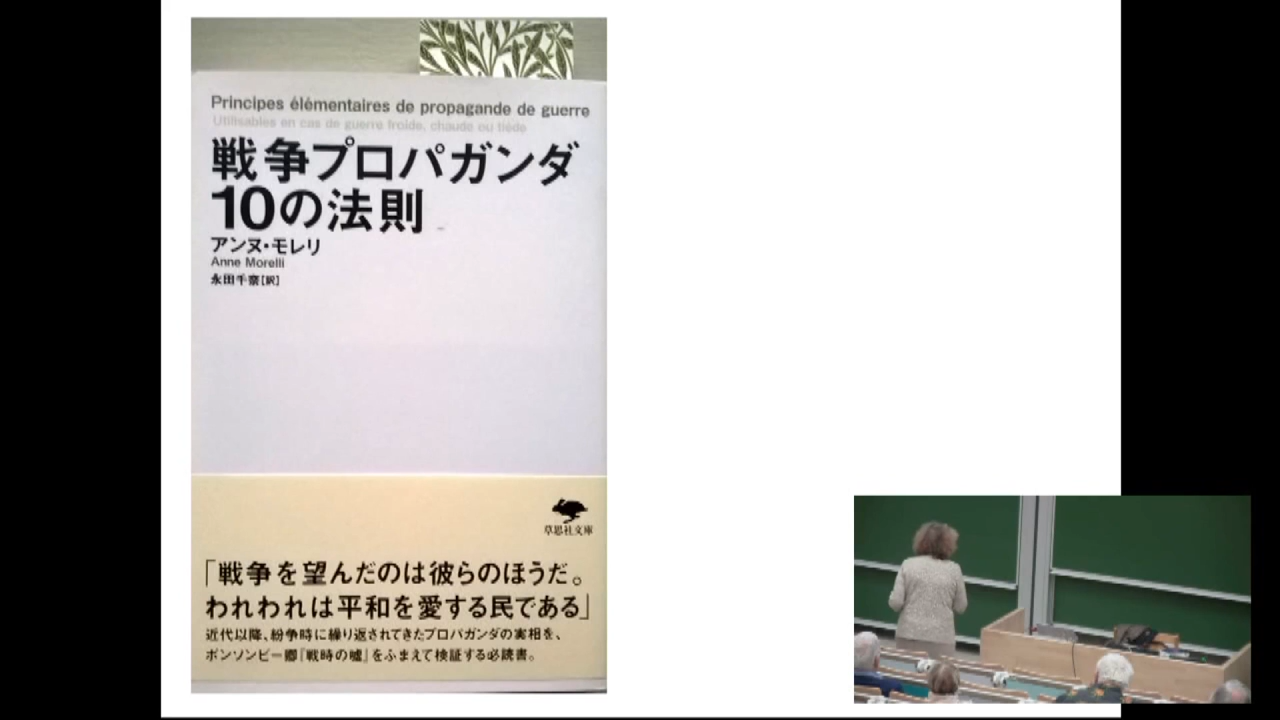 Principes élémentaires de propagande de guerre
Utilisables en cas de guerre froide, chaude ou tiède
戦争プロパガンダ
10の法則
アンヌ・モレリ
Anne Morelli
永田千奈[訳]
草思社文庫
「戦争を望んだのは彼らのほうだ。
われわれは平和を愛する民である」
近代以降、紛争時に繰り返されてきたプロパガンダの実相を、
ポンソンビー卿『戦時の嘘』をふまえて検証する必読書。